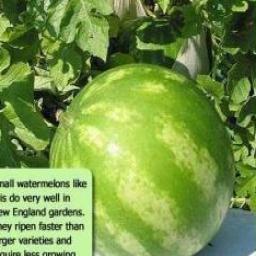 mall watermelons like
is do very well in
ew England gardens.
hey ripen faster than
rger varieties and
quire less growing